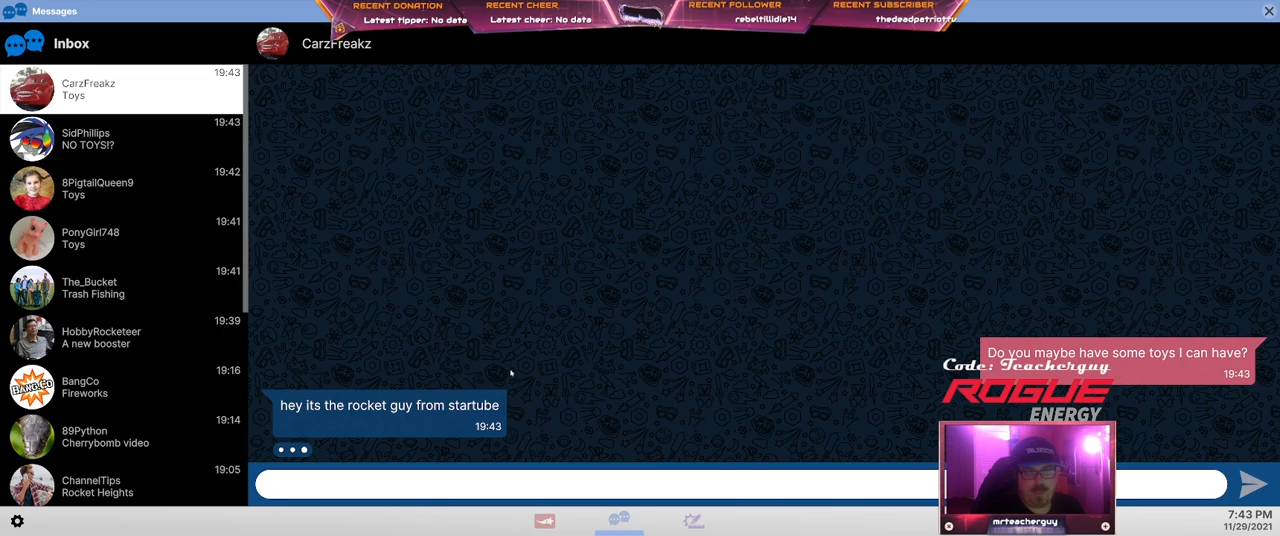 Messages
RECENT DONATION
Latest tipper: No data
RECENT CHEER
Latest cheer: No data
RECENT FOLLOWER
rebeltillidie14
RECENT SUBSCRIBER
thedeadpatriottv
Inbox
CarzFreakz
CarzFreakz
Toys
19:43
SidPhillips
NO TOYS!?
19:43
8PigtailQueen9
Toys
19:42
PonyGirl748
Toys
19:41
The_Bucket
Trash Fishing
19:41
HobbyRocketeer
A new booster
19:39
BANG.CO
BangCo
Fireworks
19:16
89Python
Cherrybomb video
19:14
ChannelTips
Rocket Heights
19:05
Do you maybe have some toys I can have?
19:43
hey its the rocket guy from startube
19:43
Code: Teacherguy
ROGUE
ENERGY
mrteacherguy
7:43 PM
11/29/2021